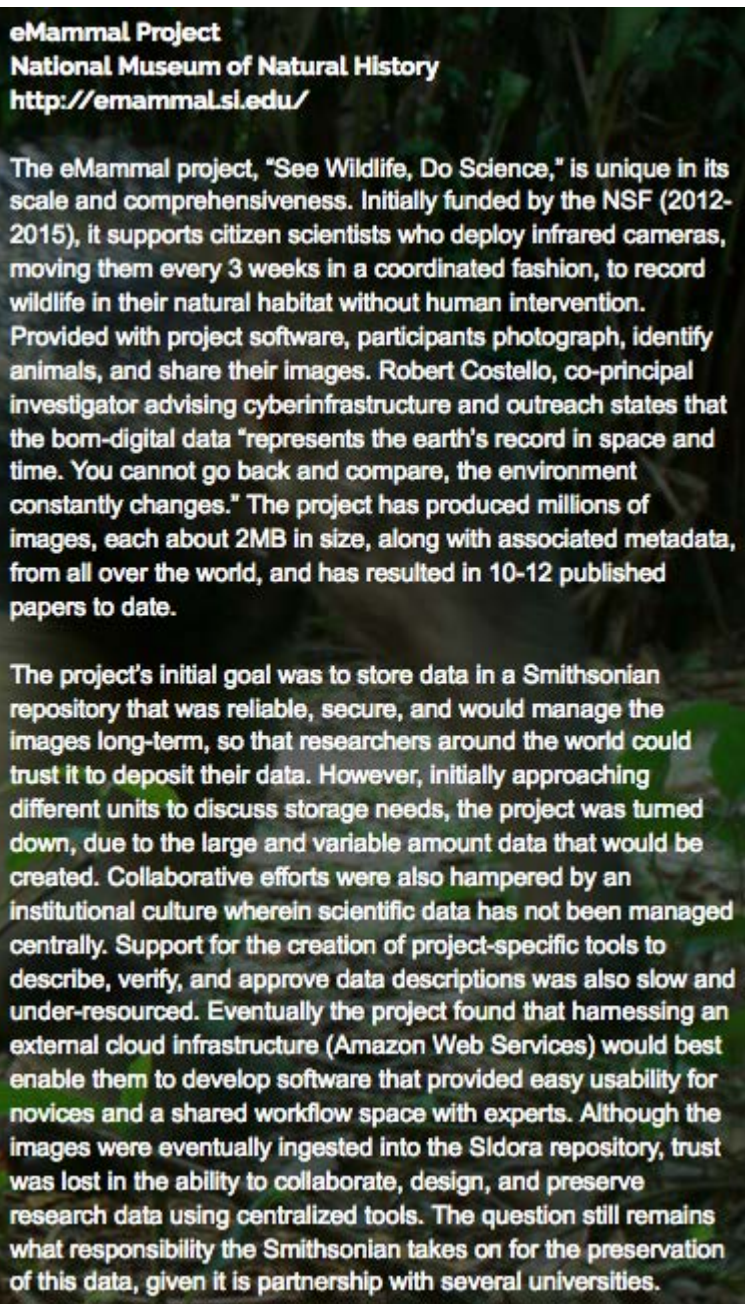 eMammal Project
National Museum of Natural History
http://emammal.si.edu/
The eMammal project, “See Wildlife, Do Science,” is unique in its
scale and comprehensiveness. Initially funded by the NSF (2012-
2015), it supports citizen scientists who deploy infrared cameras,
moving them every 3 weeks in a coordinated fashion, to record
wildlife in their natural habitat without human intervention.
Provided with project software, participants photograph, identify
animals, and share their images. Robert Costello, co-principal
investigator advising cyberinfrastructure and outreach states that
the born-digital data “represents the earth’s record in space and
time. You cannot go back and compare, the environment
constantly changes.” The project has produced millions of
images, each about 2MB in size, along with associated metadata,
from all over the world, and has resulted in 10-12 published
papers to date.
The project’s initial goal was to store data in a Smithsonian
repository that was reliable, secure, and would manage the
images long-term, so that researchers around the world could
trust it to deposit their data. However, initially approaching
different units to discuss storage needs, the project was turned
down, due to the large and variable amount data that would be
created. Collaborative efforts were also hampered by an
institutional culture wherein scientific data has not been managed
centrally. Support for the creation of project-specific tools to
describe, verify, and approve data descriptions was also slow and
under-resourced. Eventually the project found that harnessing an
external cloud infrastructure (Amazon Web Services) would best
enable them to develop software that provided easy usability for
novices and a shared workflow space with experts. Although the
images were eventually ingested into the SIdora repository, trust
was lost in the ability to collaborate, design, and preserve
research data using centralized tools. The question still remains
what responsibility the Smithsonian takes on for the preservation
of this data, given it is partnership with several universities.